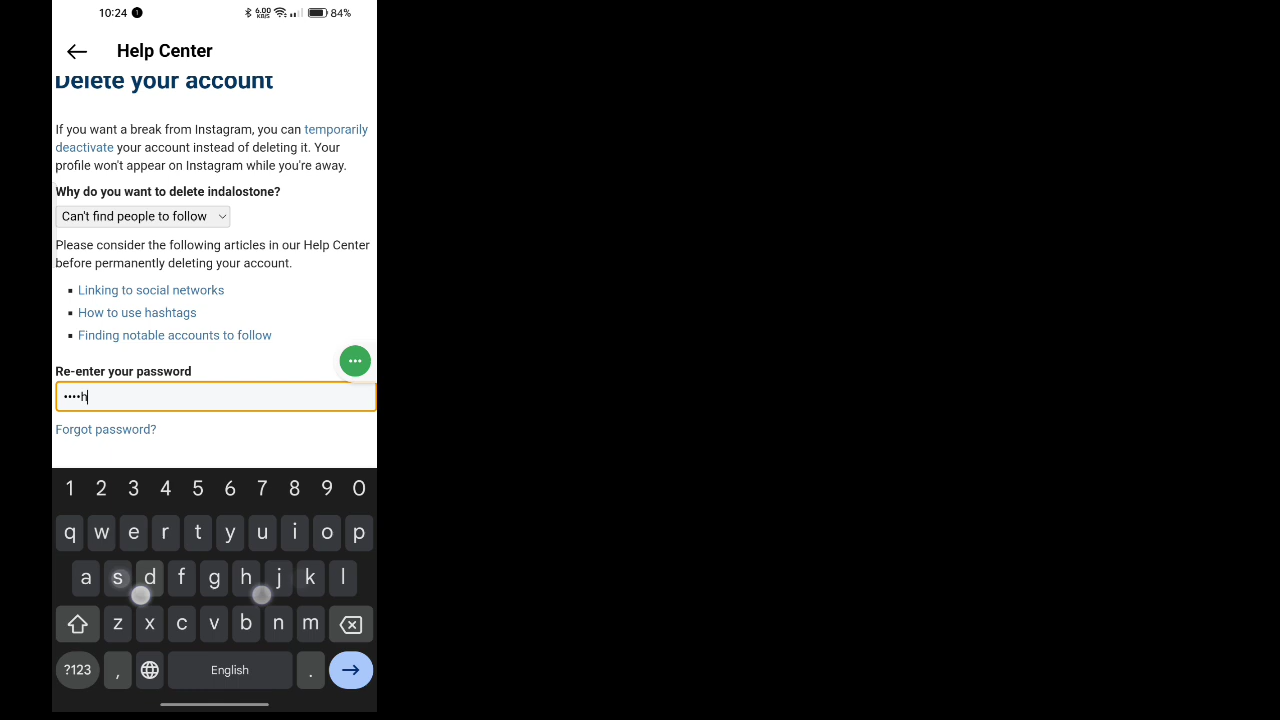 10:24 1 6.00 KB/S 84%
Help Center
Delete your account
If you want a break from Instagram, you can temporarily
deactivate your account instead of deleting it. Your
profile won't appear on Instagram while you're away.
Why do you want to delete indalostone?
Can't find people to follow
Please consider the following articles in our Help Center
before permanently deleting your account.
Linking to social networks
How to use hashtags
Finding notable accounts to follow
Re-enter your password
••••h
Forgot password?
1 2 3 4 5 6 7 8 9 0
q w e r t y u i o p
a s d f g h j k l
z x c v b n m
?123 , English .